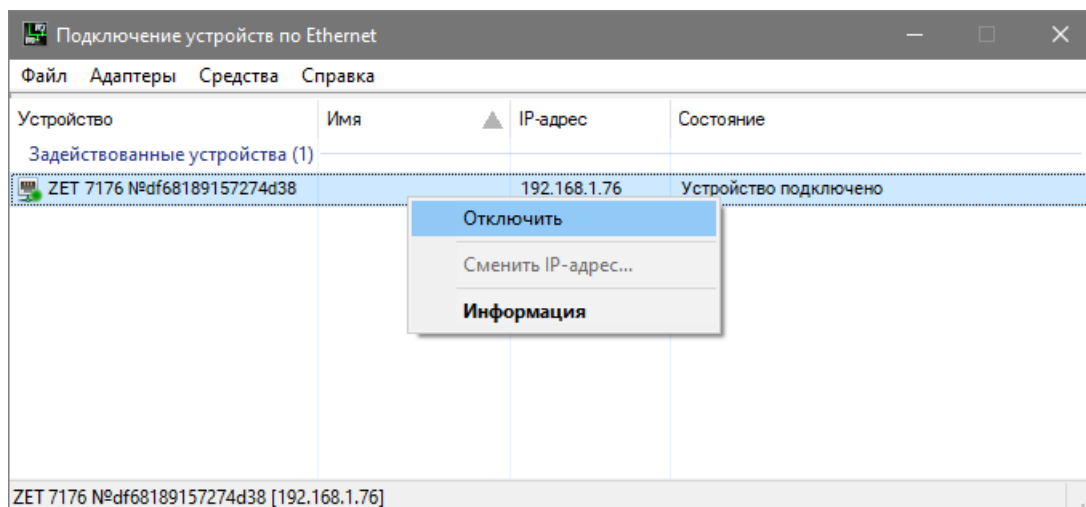 Подключение устройств по Ethernet
Файл Адаптеры Средства Справка
Устройство Имя IP-адрес Состояние
Задействованные устройства (1)
ZET 7176 №df68189157274d38 192.168.1.76 Устройство подключено
Отключить
Сменить IP-адрес...
Информация
ZET 7176 №df68189157274d38 [192.168.1.76]